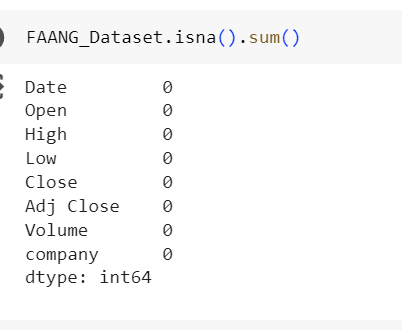 FAANG_Dataset.isna().sum()
Date 0
Open 0
High 0
Low 0
Close 0
Adj Close 0
Volume 0
company 0
dtype: int64